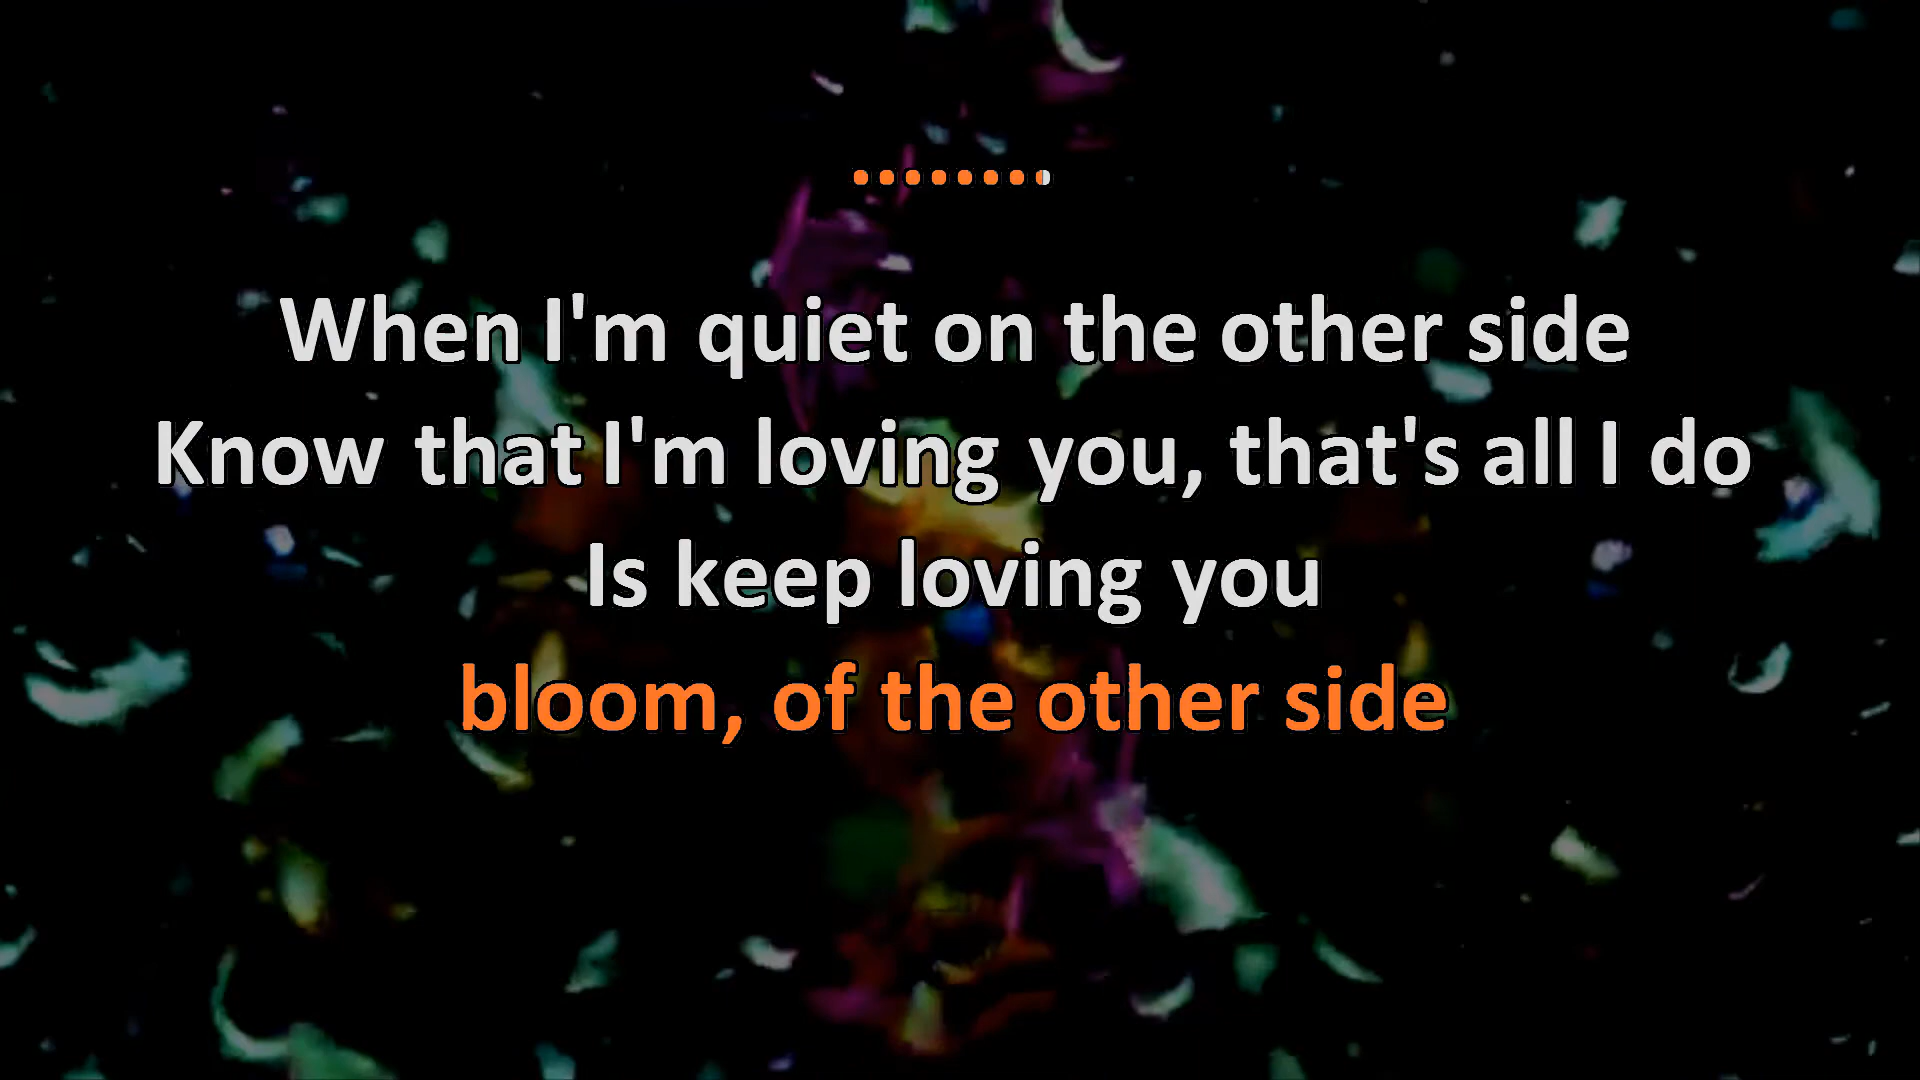 When I'm quiet on the other side
Know that I'm loving you, that's all I do
Is keep loving you
bloom, of the other side